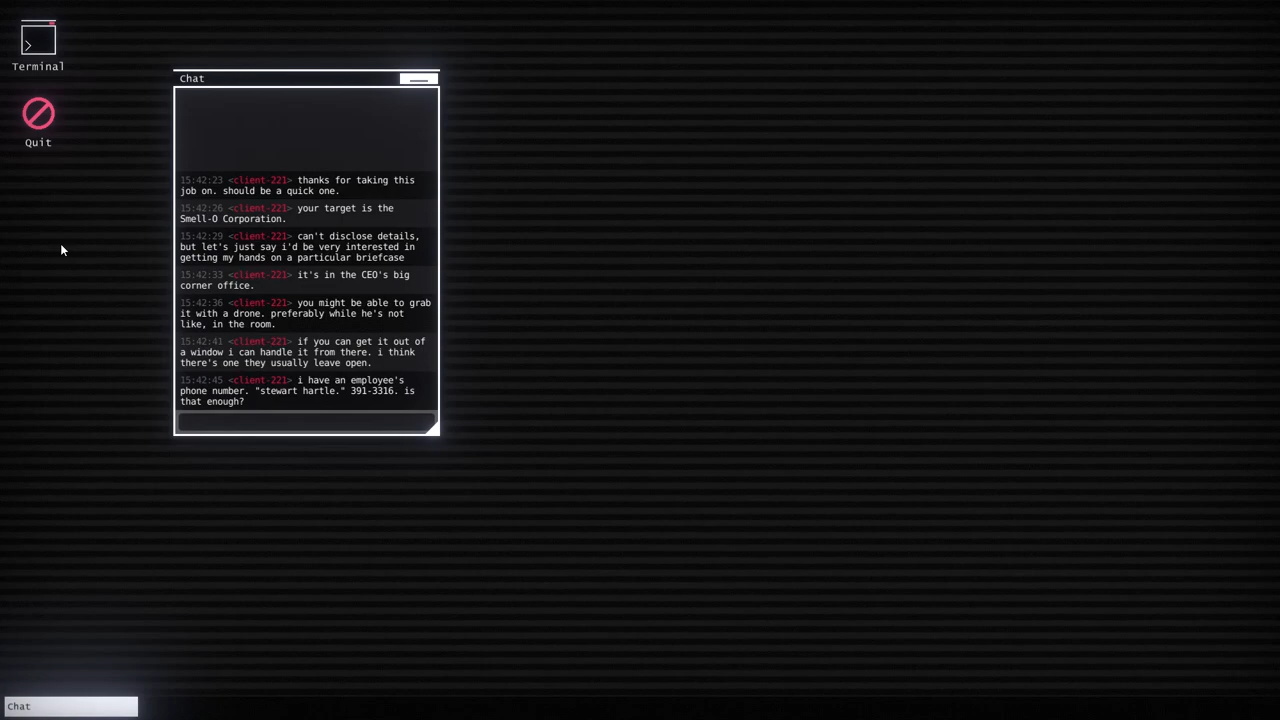 Terminal
Quit
Chat
15:42:23 <client-221> thanks for taking this
job on. should be a quick one.
15:42:26 <client-221> your target is the
Smell-O Corporation.
15:42:29 <client-221> can't disclose details,
but let's just say i'd be very interested in
getting my hands on a particular briefcase
15:42:33 <client-221> it's in the CEO's big
corner office.
15:42:36 <client-221> you might be able to grab
it with a drone. preferably while he's not
like, in the room.
15:42:41 <client-221> if you can get it out of
a window i can handle it from there. i think
there's one they usually leave open.
15:42:45 <client-221> i have an employee's
phone number. "stewart hartle." 391-3316. is
that enough?
Chat